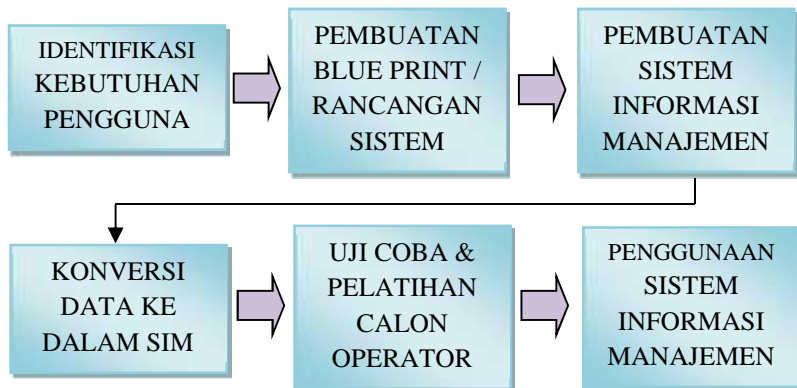 IDENTIFIKASI
KEBUTUHAN
PENGGUNA
PEMBUATAN
BLUE PRINT /
RANCANGAN
SISTEM
PEMBUATAN
SISTEM
INFORMASI
MANAJEMEN
KONVERSI
DATA KE
DALAM SIM
UJI COBA &
PELATIHAN
CALON
OPERATOR
PENGGUNAAN
SISTEM
INFORMASI
MANAJEMEN